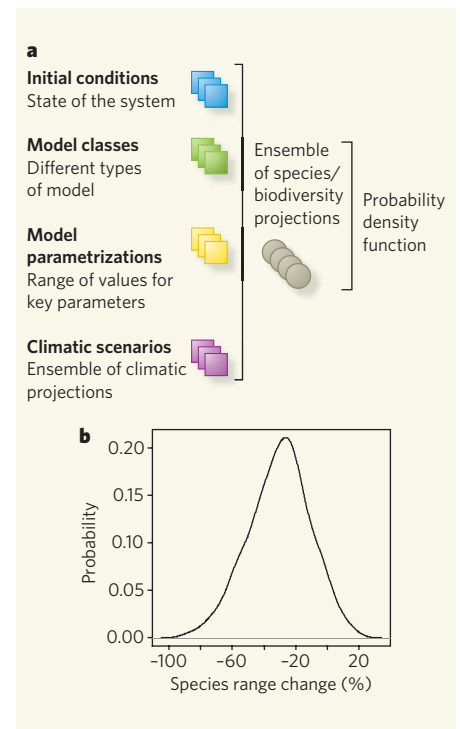 a
Initial conditions
State of the system
Model classes
Different types
of model
Model
parametrizations
Range of values for
key parameters
Climatic scenarios
Ensemble of climatic
projections
Ensemble
of species/
biodiversity
projections
Probability
density
function
b
Probability
0.20
0.15
0.10
0.05
0.00
-100 -60 -20 20
Species range change (%)